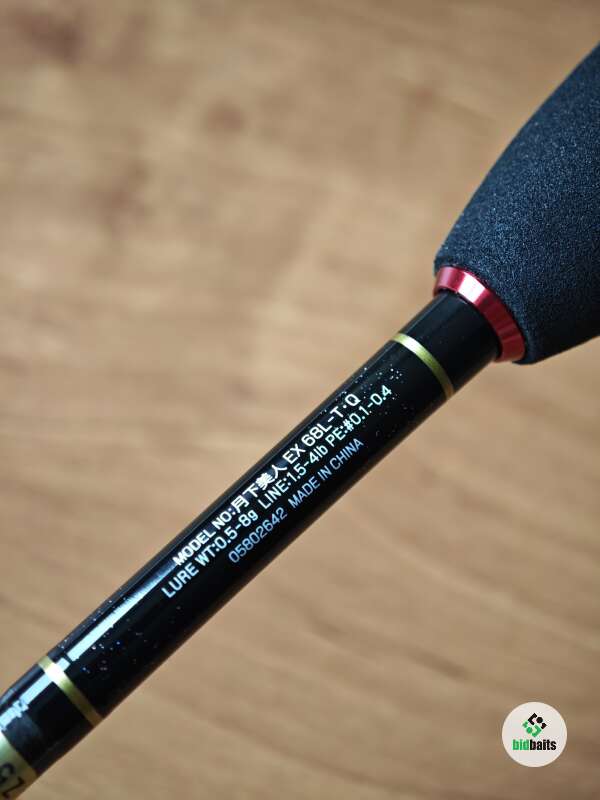 MODEL NO:月下美人 EX 68L-T・Q
LURE WT:0.5-8g LINE:1.5-4lb PE:#0.1-0.4
05802642 MADE IN CHINA
bidbaits